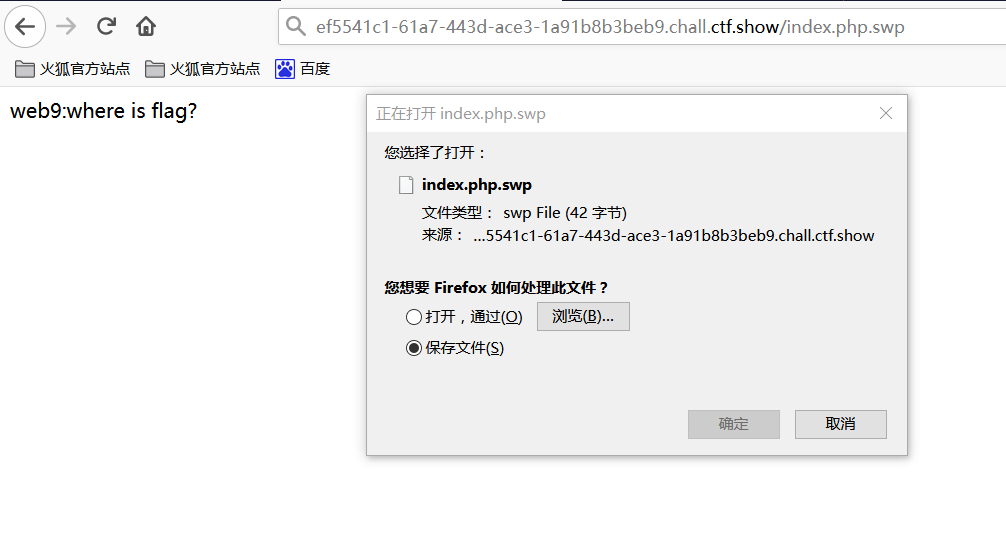 ef5541c1-61a7-443d-ace3-1a91b8b3beb9.chall.ctf.show/index.php.swp
火狐官方站点 火狐官方站点 百度
web9:where is flag?
正在打开 index.php.swp
您选择了打开：
index.php.swp
文件类型： swp File (42 字节)
来源： ...5541c1-61a7-443d-ace3-1a91b8b3beb9.chall.ctf.show
您想要 Firefox 如何处理此文件？
打开，通过(O) 浏览(B)...
保存文件(S)
确定 取消